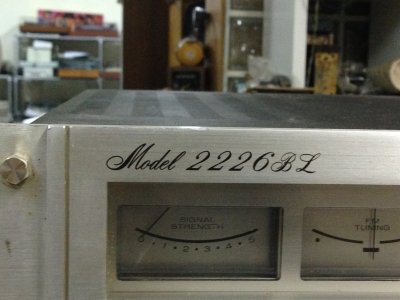 Model 2226BL
SIGNAL
STRENGTH
0 1 2 3 4 5
FM
TUNING